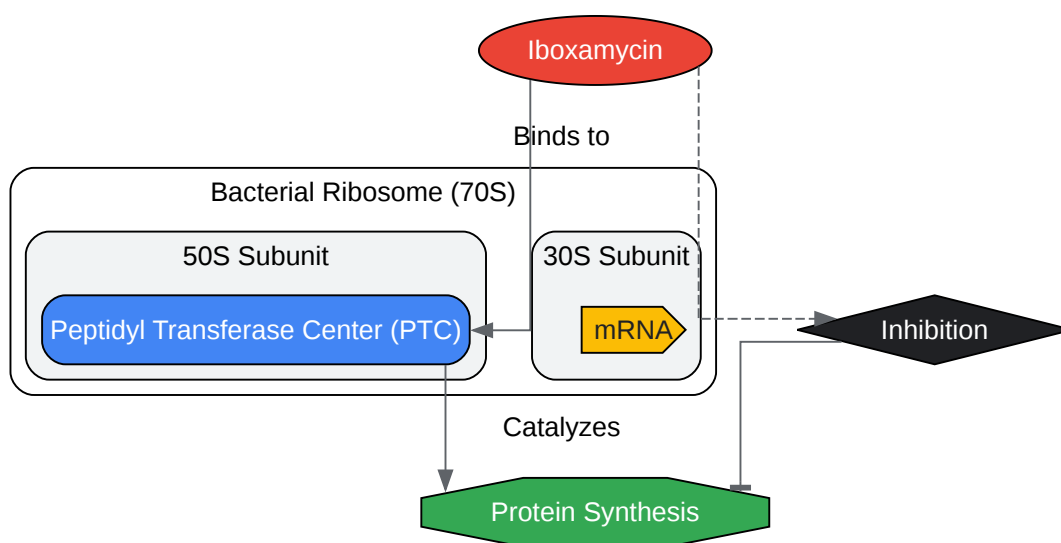 Iboxamycin
Binds to
Bacterial Ribosome (70S)
50S Subunit
30S Subunit
Peptidyl Transferase Center (PTC)
mRNA
Inhibition
Catalyzes
Protein Synthesis